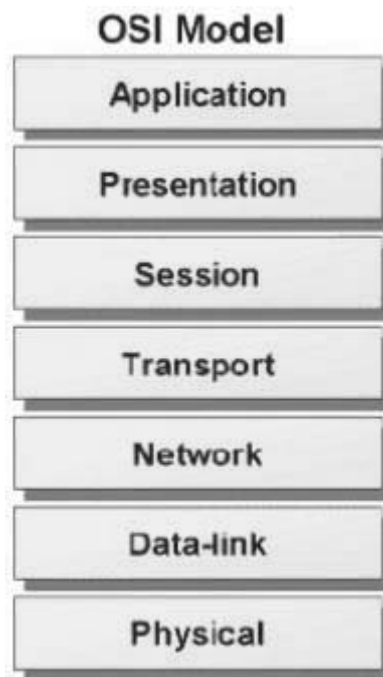 OSI Model
Application
Presentation
Session
Transport
Network
Data-link
Physical